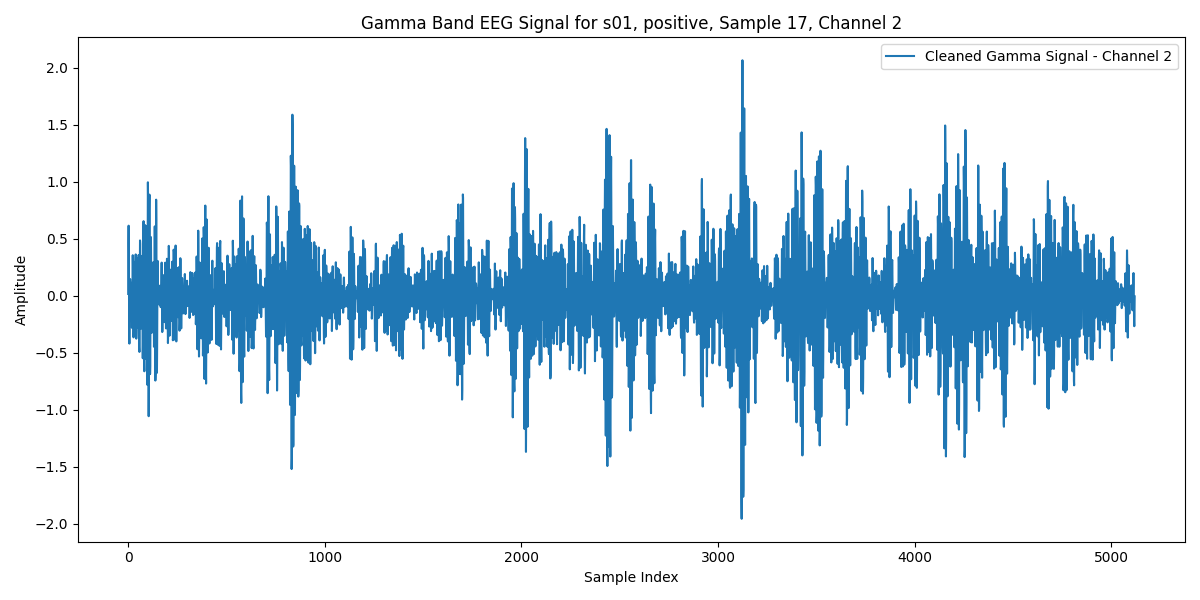 Gamma Band EEG Signal for s01, positive, Sample 17, Channel 2
Cleaned Gamma Signal - Channel 2
Amplitude
2.0
1.5
1.0
0.5
0.0
−0.5
−1.0
−1.5
−2.0
0 1000 2000 3000 4000 5000
Sample Index